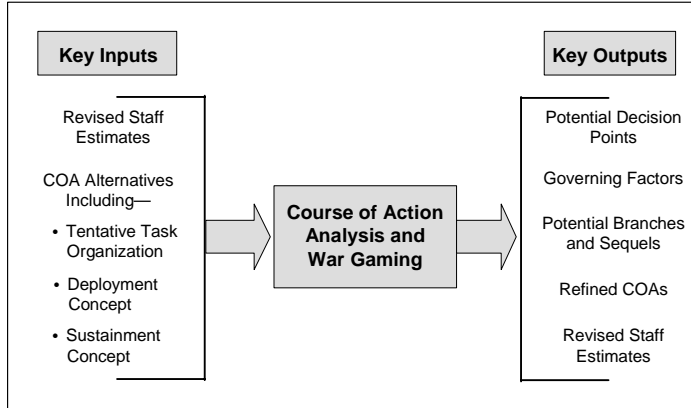 Key Inputs
Revised Staff
Estimates
COA Alternatives
Including—
• Tentative Task
Organization
• Deployment
Concept
• Sustainment
Concept
Course of Action
Analysis and
War Gaming
Key Outputs
Potential Decision
Points
Governing Factors
Potential Branches
and Sequels
Refined COAs
Revised Staff
Estimates